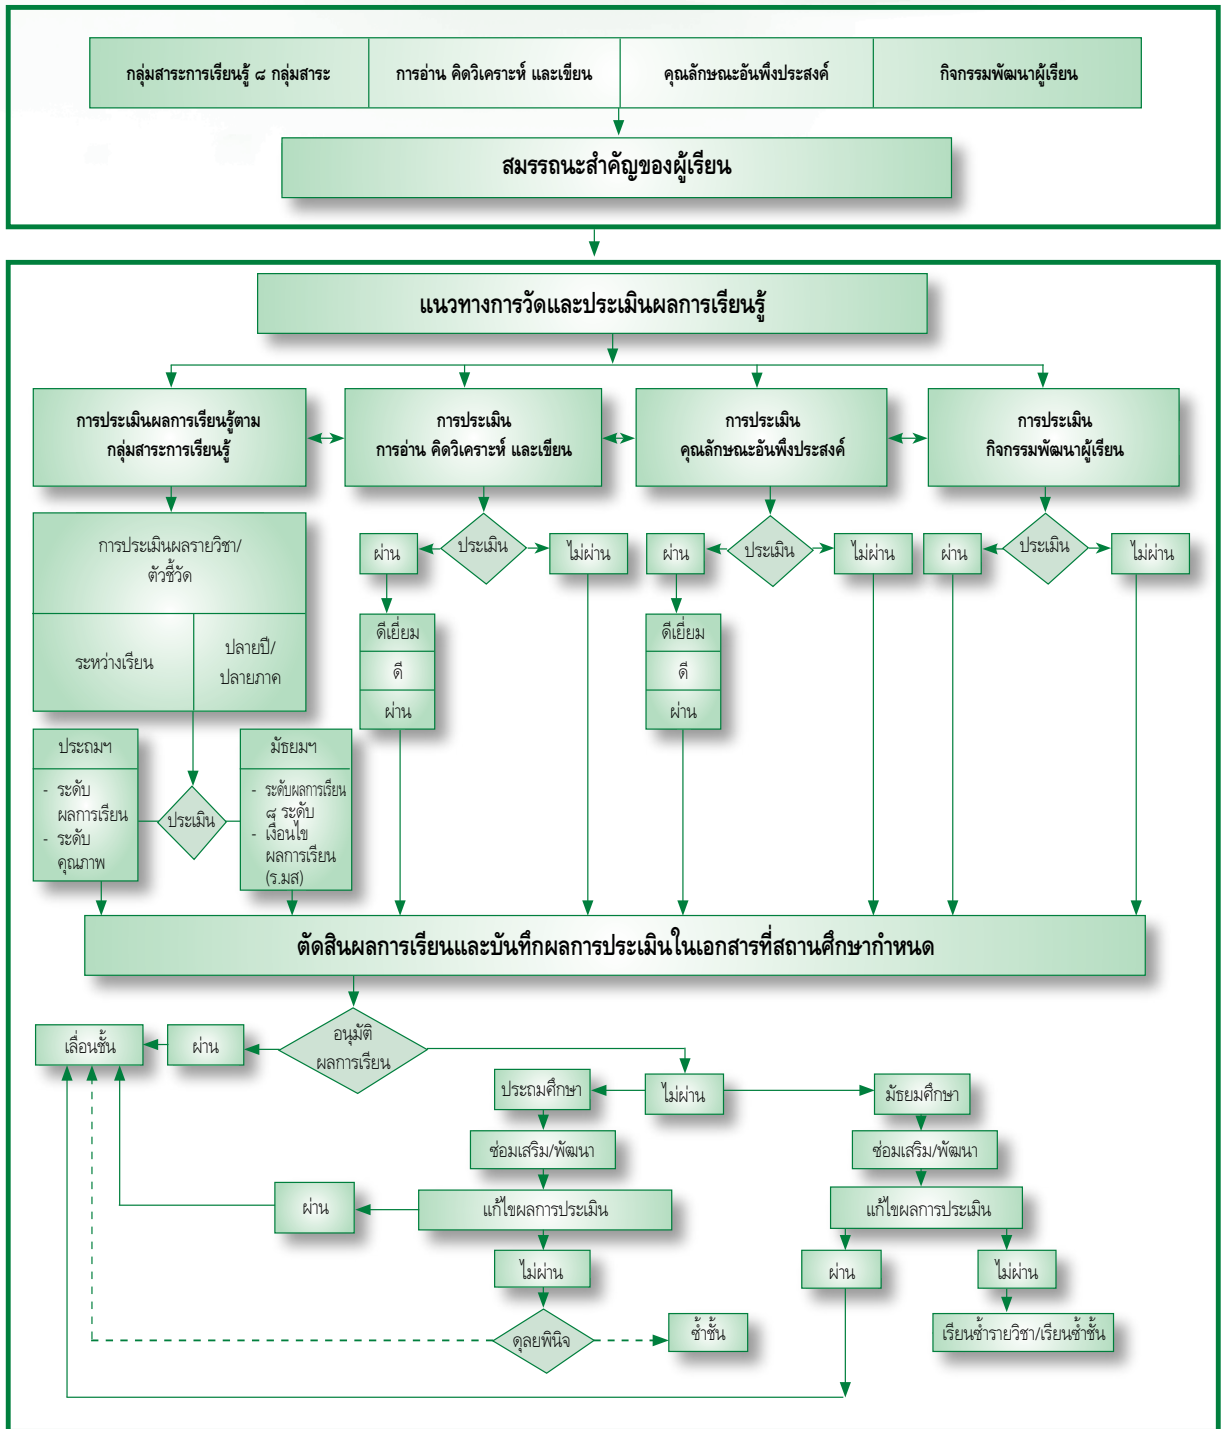 กลุ่มสาระการเรียนรู้ ๘ กลุ่มสาระ
การอ่าน คิดวิเคราะห์ และเขียน
คุณลักษณะอันพึงประสงค์
กิจกรรมพัฒนาผู้เรียน
สมรรถนะสำคัญของผู้เรียน
แนวทางการวัดและประเมินผลการเรียนรู้
การประเมินผลการเรียนรู้ตาม
กลุ่มสาระการเรียนรู้
การประเมิน
การอ่าน คิดวิเคราะห์ และเขียน
การประเมิน
คุณลักษณะอันพึงประสงค์
การประเมิน
กิจกรรมพัฒนาผู้เรียน
การประเมินผลรายวิชา/
ตัวชี้วัด
ระหว่างเรียน
ปลายปี/
ปลายภาค
ผ่าน
ประเมิน
ไม่ผ่าน
ดีเยี่ยม
ดี
ผ่าน
ผ่าน
ประเมิน
ไม่ผ่าน
ดีเยี่ยม
ดี
ผ่าน
ผ่าน
ประเมิน
ไม่ผ่าน
ประถมฯ
- ระดับ
ผลการเรียน
- ระดับ
คุณภาพ
ประเมิน
มัธยมฯ
- ระดับผลการเรียน
๘ ระดับ
- เงื่อนไข
ผลการเรียน
(ร.มส)
ตัดสินผลการเรียนและบันทึกผลการประเมินในเอกสารที่สถานศึกษากำหนด
เลื่อนชั้น
ผ่าน
อนุมัติ
ผลการเรียน
ประถมศึกษา
ไม่ผ่าน
มัธยมศึกษา
ซ่อมเสริม/พัฒนา
ซ่อมเสริม/พัฒนา
ผ่าน
แก้ไขผลการประเมิน
แก้ไขผลการประเมิน
ไม่ผ่าน
ผ่าน
ไม่ผ่าน
ดุลยพินิจ
ซ้ำชั้น
เรียนซ้ำรายวิชา/เรียนซ้ำชั้น